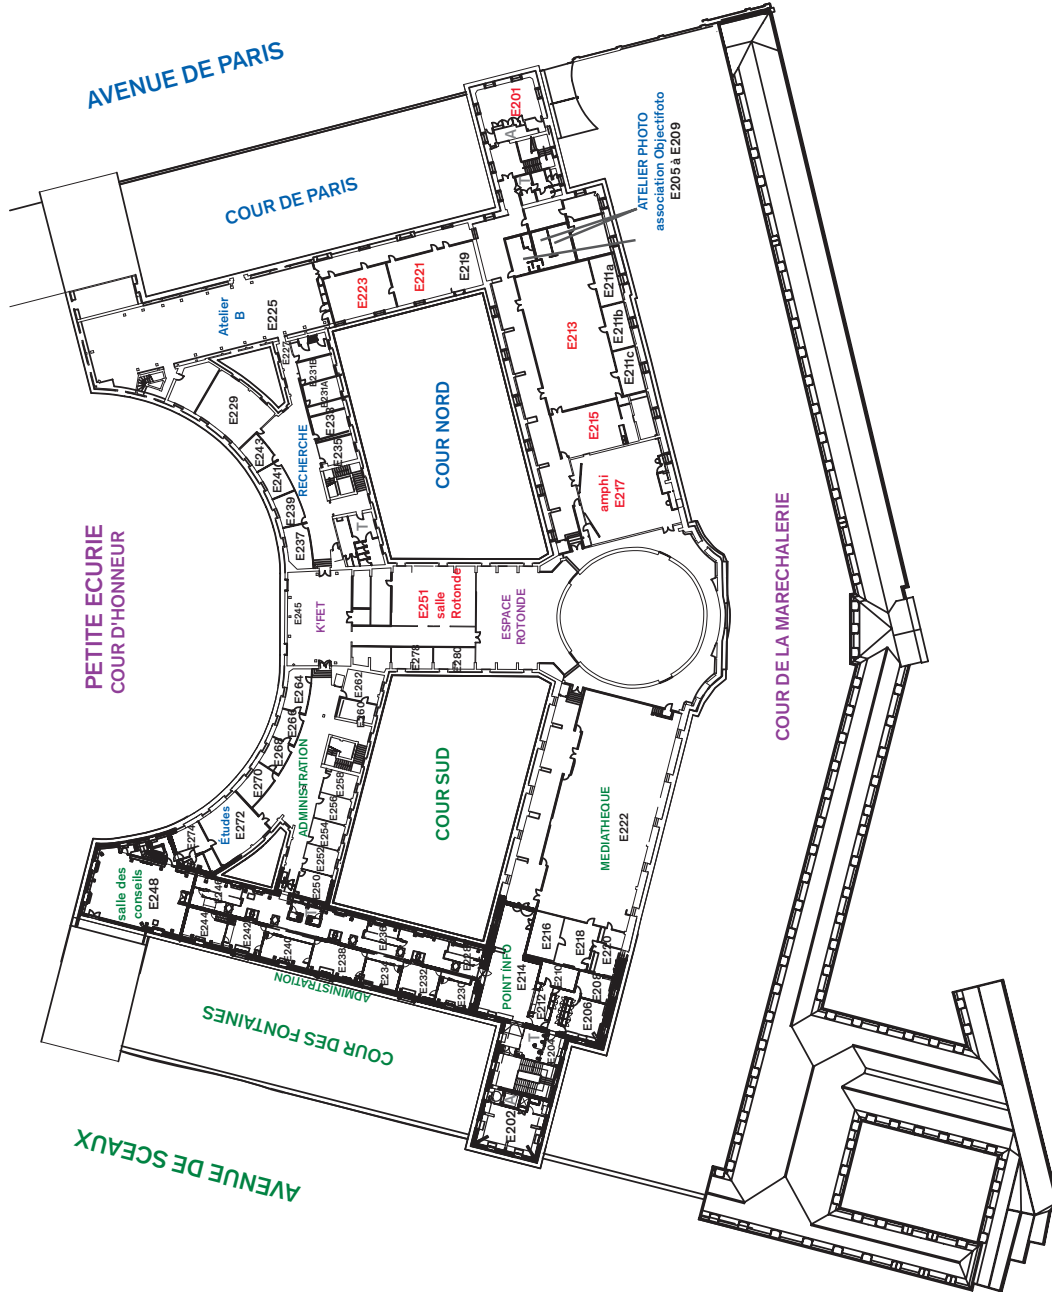 AVENUE DE PARIS
COUR DE PARIS
E201
A
T
ATELIER PHOTO
association Objectifoto
E205 à E209
E219
E221
E223
Atelier
B
E225
E227
E229
E231B
E231A
E233
E235
RECHERCHE
E243
E241
E239
E237
T
E211a
E211b
E211c
E213
E215
amphi
E217
COUR NORD
PETITE ECURIE
COUR D'HONNEUR
E245
K'FET
E251
salle
Rotonde
ESPACE
ROTONDE
E278
E280
COUR DE LA MARECHALERIE
E264
E262
E260
E266
E268
E270
ADMINISTRATION
E258
E256
E254
E252
E250
Études
E272
E274
COUR SUD
MEDIATHEQUE
E222
salle des
conseils
E248
E246
E244
E242
E240
E238
E236
E234
E232
E230
E228
ADMINISTRATION
POINT INFO
E214
E216
E218
E220
E212
E210
E208
E206
E204
T
A
E202
COUR DES FONTAINES
AVENUE DE SCEAUX